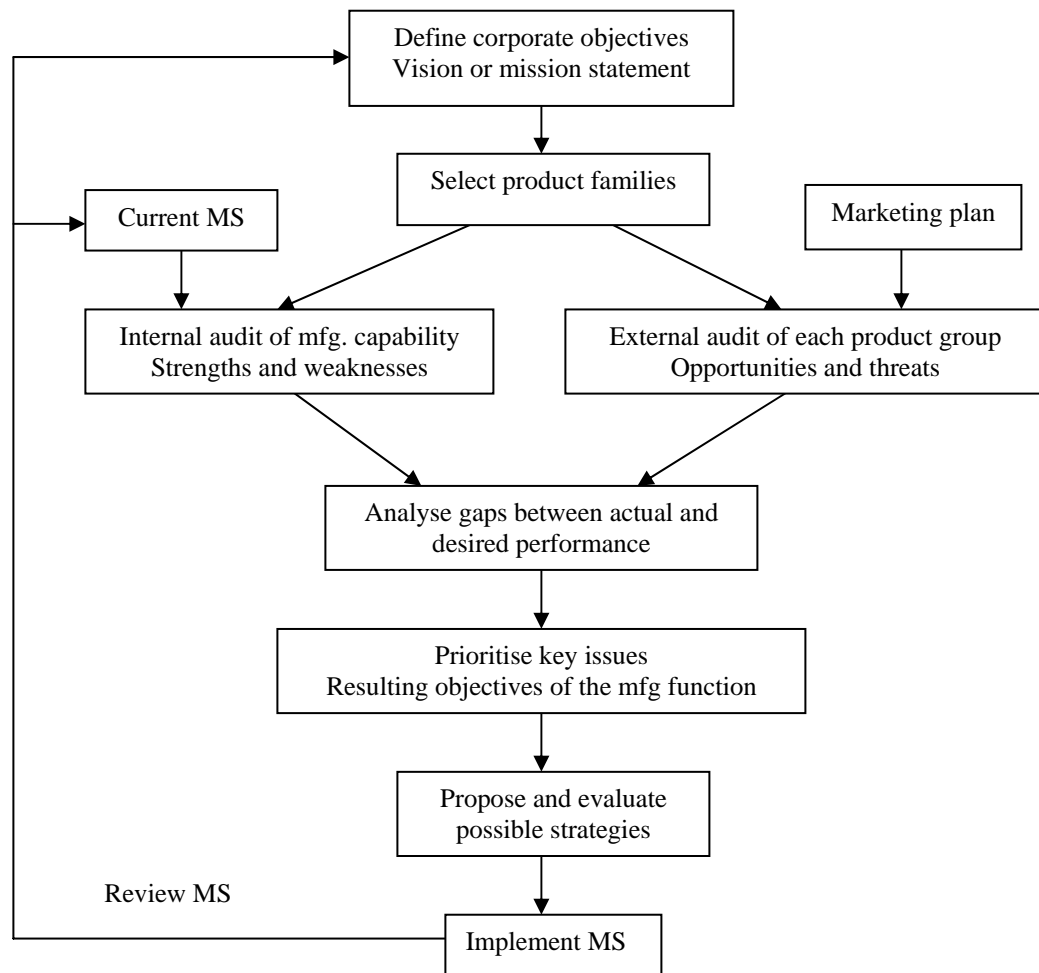 Define corporate objectives
Vision or mission statement
Select product families
Current MS
Marketing plan
Internal audit of mfg. capability
Strengths and weaknesses
External audit of each product group
Opportunities and threats
Analyse gaps between actual and
desired performance
Prioritise key issues
Resulting objectives of the mfg function
Propose and evaluate
possible strategies
Review MS
Implement MS